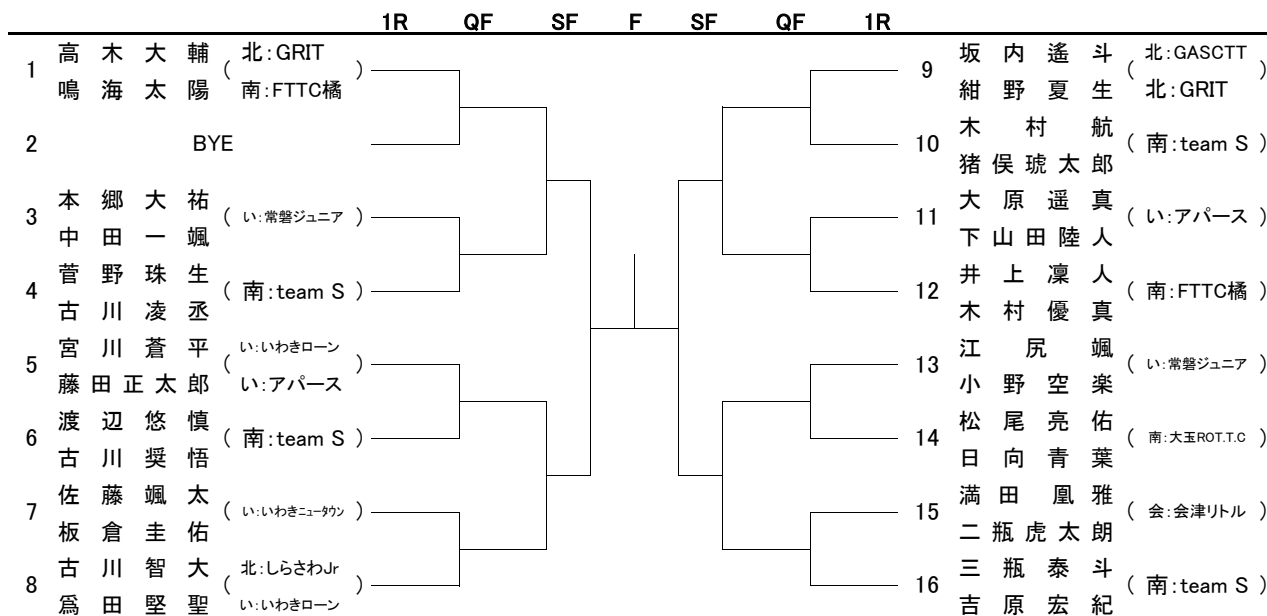 1R QF SF F SF QF 1R
1 高木大輔 鳴海太陽 ( 北:GRIT 南:FTTC橘 )
2 BYE
3 本郷大祐 中田一颯 ( い:常磐ジュニア )
4 菅野珠生 古川凌丞 ( 南:team S )
5 宮川蒼平 藤田正太郎 ( い:いわきローン い:アパース )
6 渡辺悠慎 古川奨悟 ( 南:team S )
7 佐藤颯太 板倉圭佑 ( い:いわきニュータウン )
8 古川智大 爲田堅聖 ( 北:しらさわJr い:いわきローン )
9 坂内遙斗 紺野夏生 ( 北:GASCTT 北:GRIT )
10 木村航 猪俣琥太郎 ( 南:team S )
11 大原遥真 下山田陸人 ( い:アパース )
12 井上凜人 木村優真 ( 南:FTTC橘 )
13 江尻颯 小野空楽 ( い:常磐ジュニア )
14 松尾亮佑 日向青葉 ( 南:大玉ROT.T.C )
15 満田凰雅 二瓶虎太朗 ( 会:会津リトル )
16 三瓶泰斗 吉原宏紀 ( 南:team S )